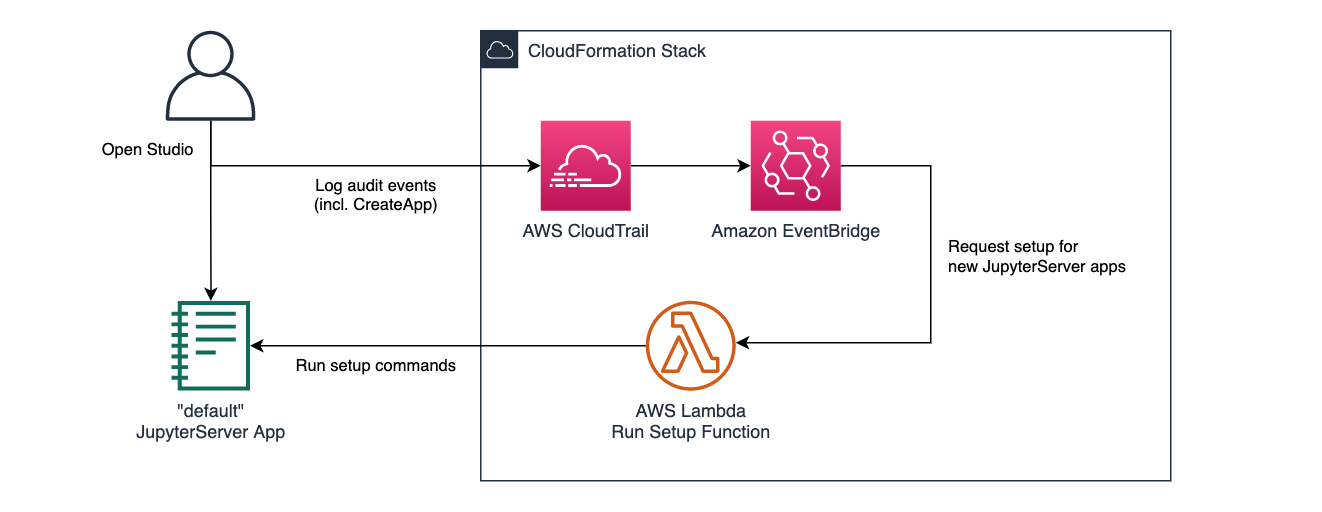 CloudFormation Stack
Open Studio
Log audit events
(incl. CreateApp)
AWS CloudTrail
Amazon EventBridge
Request setup for
new JupyterServer apps
Run setup commands
"default"
JupyterServer App
AWS Lambda
Run Setup Function